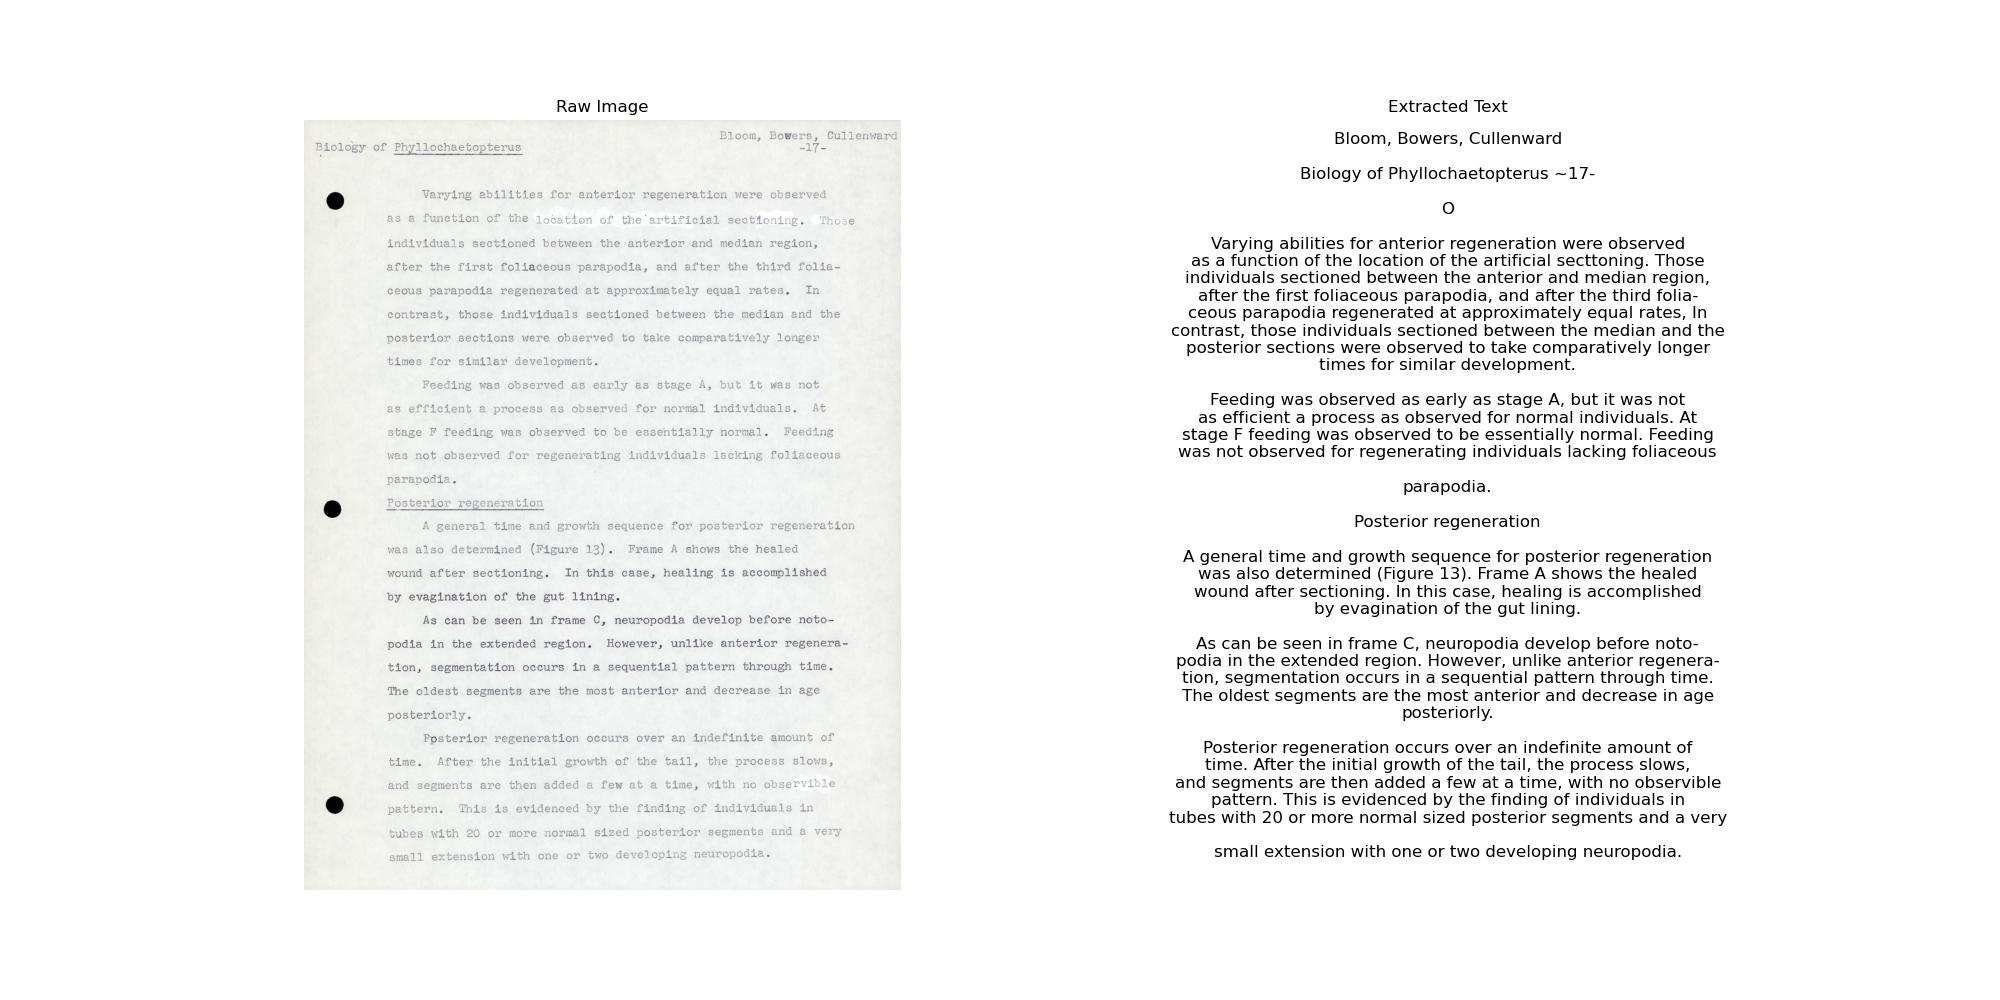 Raw Image
Bloom, Bowers, Cullenward
Biology of Phyllochaetopterus -17-
Varying abilities for anterior regeneration were observed
as a function of the location of the artificial sectioning. Those
individuals sectioned between the anterior and median region,
after the first foliaceous parapodia, and after the third folia-
ceous parapodia regenerated at approximately equal rates. In
contrast, those individuals sectioned between the median and the
posterior sections were observed to take comparatively longer
times for similar development.
Feeding was observed as early as stage A, but it was not
as efficient a process as observed for normal individuals. At
stage F feeding was observed to be essentially normal. Feeding
was not observed for regenerating individuals lacking foliaceous
parapodia.
Posterior regeneration
A general time and growth sequence for posterior regeneration
was also determined (Figure 13). Frame A shows the healed
wound after sectioning. In this case, healing is accomplished
by evagination of the gut lining.
As can be seen in frame C, neuropodia develop before noto-
podia in the extended region. However, unlike anterior regenera-
tion, segmentation occurs in a sequential pattern through time.
The oldest segments are the most anterior and decrease in age
posteriorly.
Posterior regeneration occurs over an indefinite amount of
time. After the initial growth of the tail, the process slows,
and segments are then added a few at a time, with no observible
pattern. This is evidenced by the finding of individuals in
tubes with 20 or more normal sized posterior segments and a very
small extension with one or two developing neuropodia.
Extracted Text
Bloom, Bowers, Cullenward
Biology of Phyllochaetopterus ~17-
O
Varying abilities for anterior regeneration were observed
as a function of the location of the artificial secttoning. Those
individuals sectioned between the anterior and median region,
after the first foliaceous parapodia, and after the third folia-
ceous parapodia regenerated at approximately equal rates, In
contrast, those individuals sectioned between the median and the
posterior sections were observed to take comparatively longer
times for similar development.
Feeding was observed as early as stage A, but it was not
as efficient a process as observed for normal individuals. At
stage F feeding was observed to be essentially normal. Feeding
was not observed for regenerating individuals lacking foliaceous
parapodia.
Posterior regeneration
A general time and growth sequence for posterior regeneration
was also determined (Figure 13). Frame A shows the healed
wound after sectioning. In this case, healing is accomplished
by evagination of the gut lining.
As can be seen in frame C, neuropodia develop before noto-
podia in the extended region. However, unlike anterior regenera-
tion, segmentation occurs in a sequential pattern through time.
The oldest segments are the most anterior and decrease in age
posteriorly.
Posterior regeneration occurs over an indefinite amount of
time. After the initial growth of the tail, the process slows,
and segments are then added a few at a time, with no observible
pattern. This is evidenced by the finding of individuals in
tubes with 20 or more normal sized posterior segments and a very
small extension with one or two developing neuropodia.